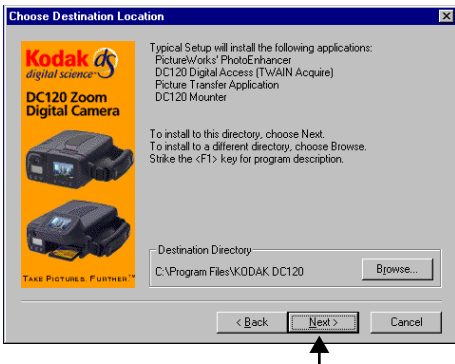 Choose Destination Location
Kodak
digital science
DC120 Zoom
Digital Camera
TAKE PICTURES. FURTHER.™
Typical Setup will install the following applications:
PictureWorks' PhotoEnhancer
DC120 Digital Access (TWAIN Acquire)
Picture Transfer Application
DC120 Mounter
To install to this directory, choose Next.
To install to a different directory, choose Browse.
Strike the <F1> key for program description.
Destination Directory
C:\Program Files\KODAK DC120
Browse...
< Back
Next >
Cancel